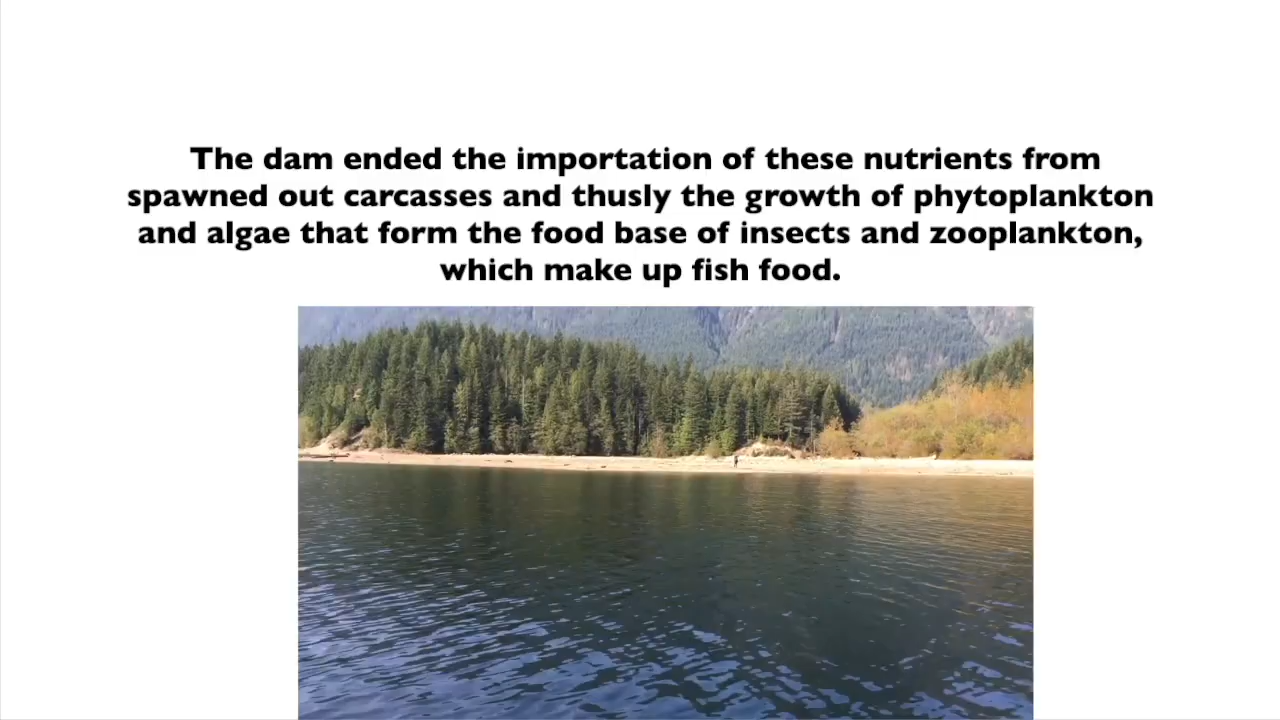 The dam ended the importation of these nutrients from
spawned out carcasses and thusly the growth of phytoplankton
and algae that form the food base of insects and zooplankton,
which make up fish food.